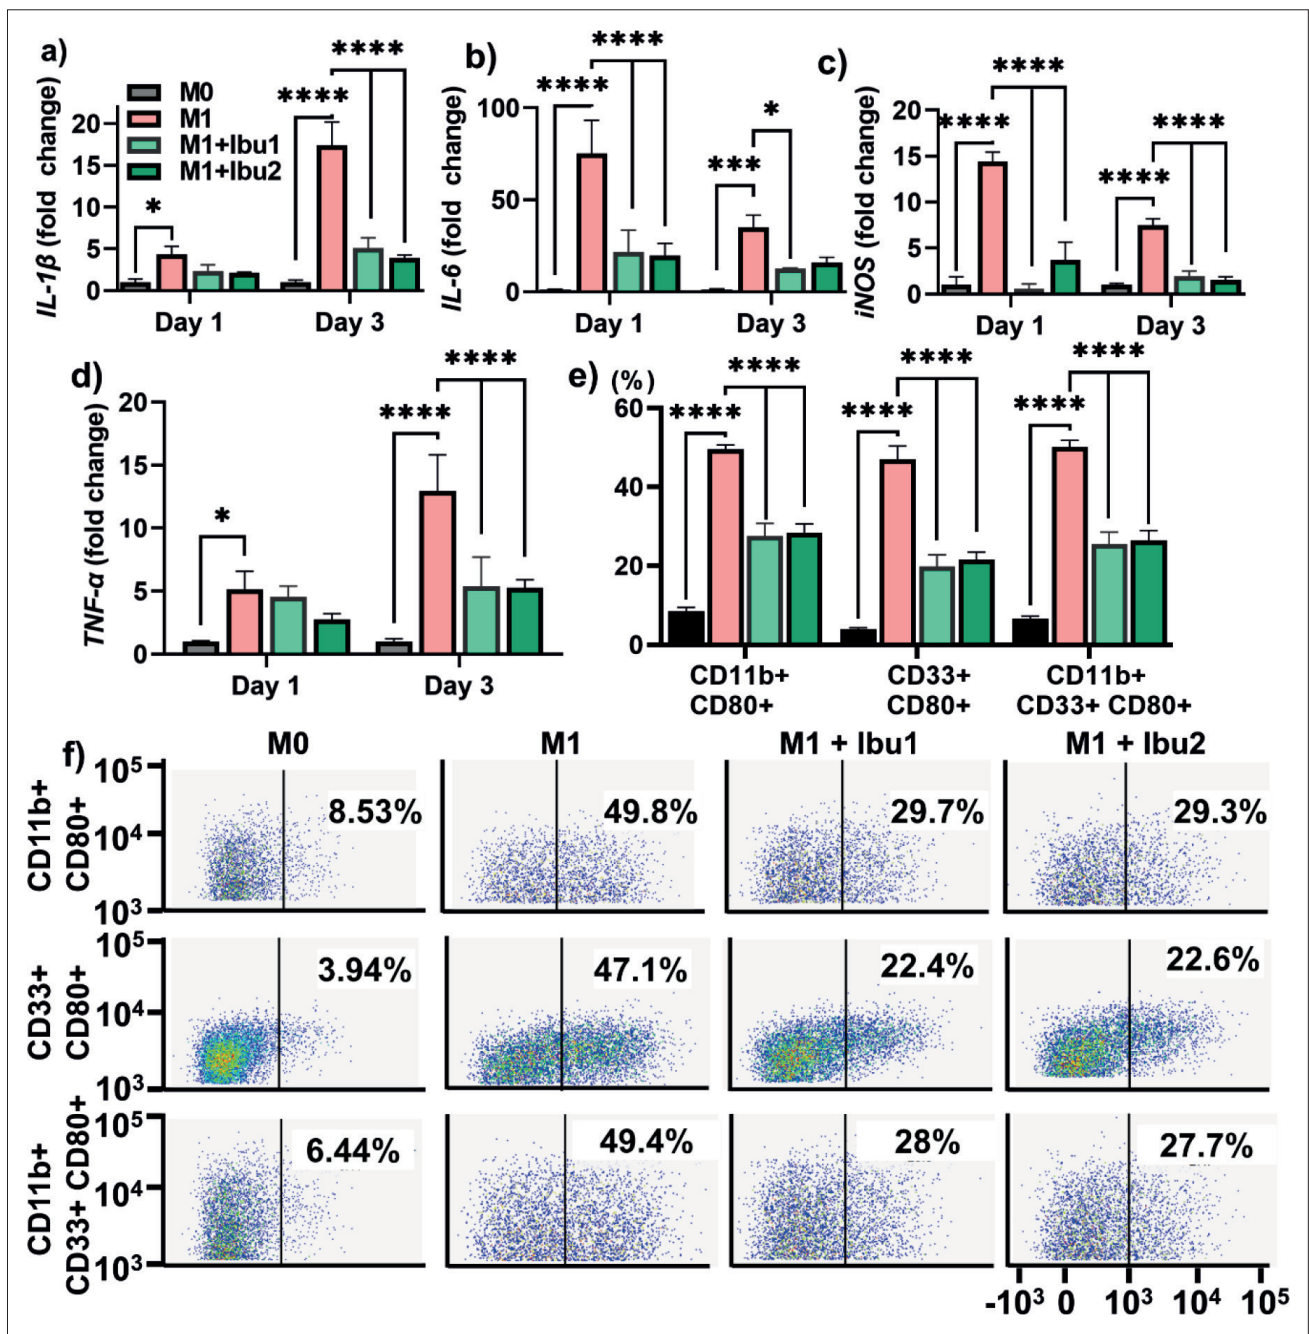 a)
****
****
*
M0
M1
M1+Ibu1
M1+Ibu2
IL-1β (fold change)
20
15
10
5
0
Day 1
Day 3
b)
****
****
*
***
IL-6 (fold change)
100
50
0
Day 1
Day 3
c)
****
****
****
****
iNOS (fold change)
20
15
10
5
0
Day 1
Day 3
d)
****
****
*
TNF-α (fold change)
20
15
10
5
0
Day 1
Day 3
e) (%)
****
****
****
****
****
****
60
40
20
0
CD11b+
CD80+
CD33+
CD80+
CD11b+
CD33+ CD80+
f)
M0
M1
M1 + Ibu1
M1 + Ibu2
CD11b+
CD80+
10⁵
10⁴
10³
8.53%
49.8%
29.7%
29.3%
CD33+
CD80+
10⁵
10⁴
10³
3.94%
47.1%
22.4%
22.6%
CD11b+
CD33+ CD80+
10⁵
10⁴
10³
6.44%
49.4%
28%
27.7%
-10³ 0 10³ 10⁴ 10⁵